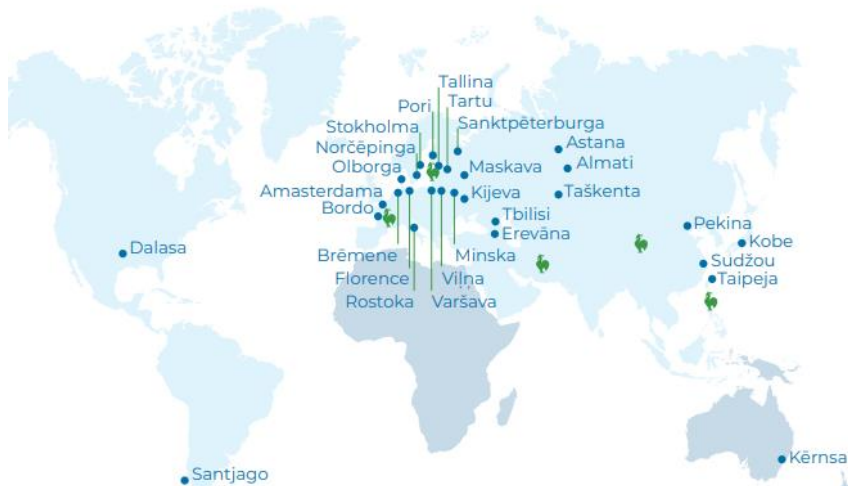 Tallina
Pori
Tartu
Stokholma
Sanktpēterburga
Norčēpinga
Astana
Olborga
Maskava
Almati
Amasterdama
Kijeva
Taškenta
Bordo
Tbilisi
Pekina
Erevāna
Dalasa
Kobe
Brēmene
Minska
Sudžou
Florence
Viļņa
Taipeja
Rostoka
Varšava
Kērnsa
Santjago